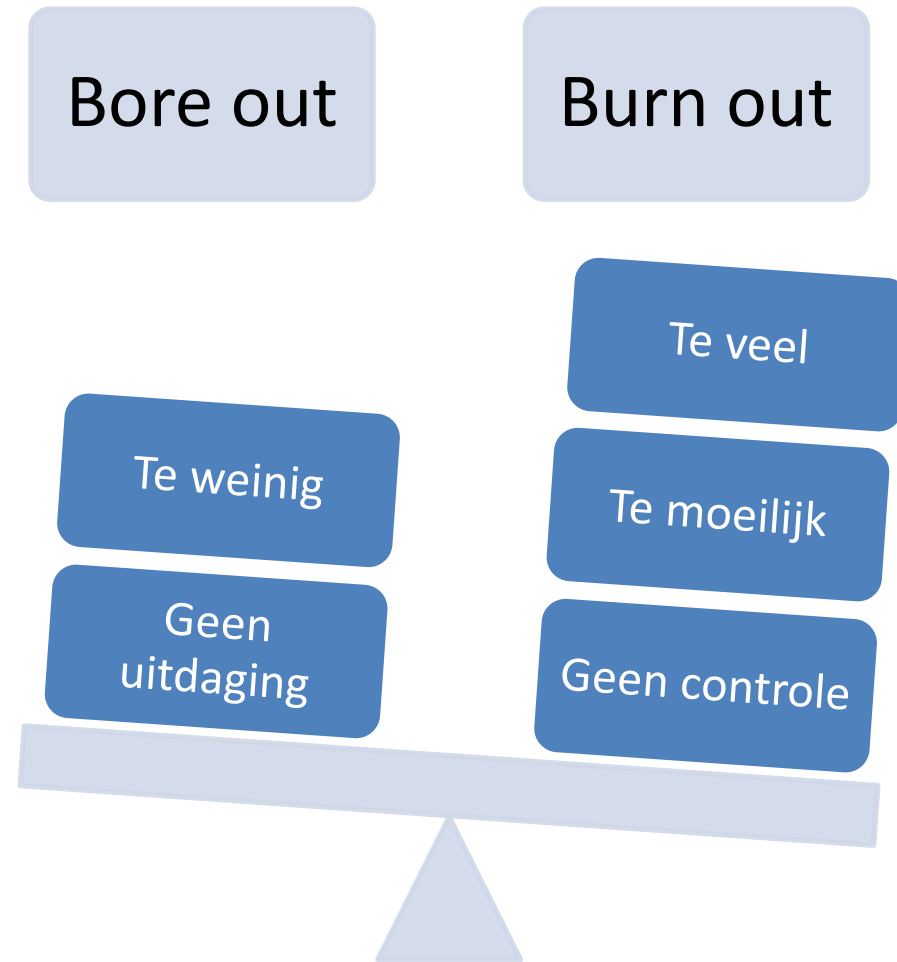 Bore out
Burn out
Te weinig
Geen
uitdaging
Te veel
Te moeilijk
Geen controle